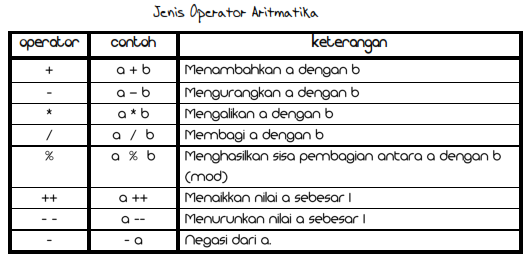 Jenis Operator Aritmatika
operator contoh keterangan
+ a + b Menambahkan a dengan b
- a – b Mengurangkan a dengan b
* a * b Mengalikan a dengan b
/ a / b Membagi a dengan b
% a % b Menghasilkan sisa pembagian antara a dengan b
(mod)
++ a ++ Menaikkan nilai a sebesar 1
- - a -- Menurunkan nilai a sebesar 1
- - a Negasi dari a.